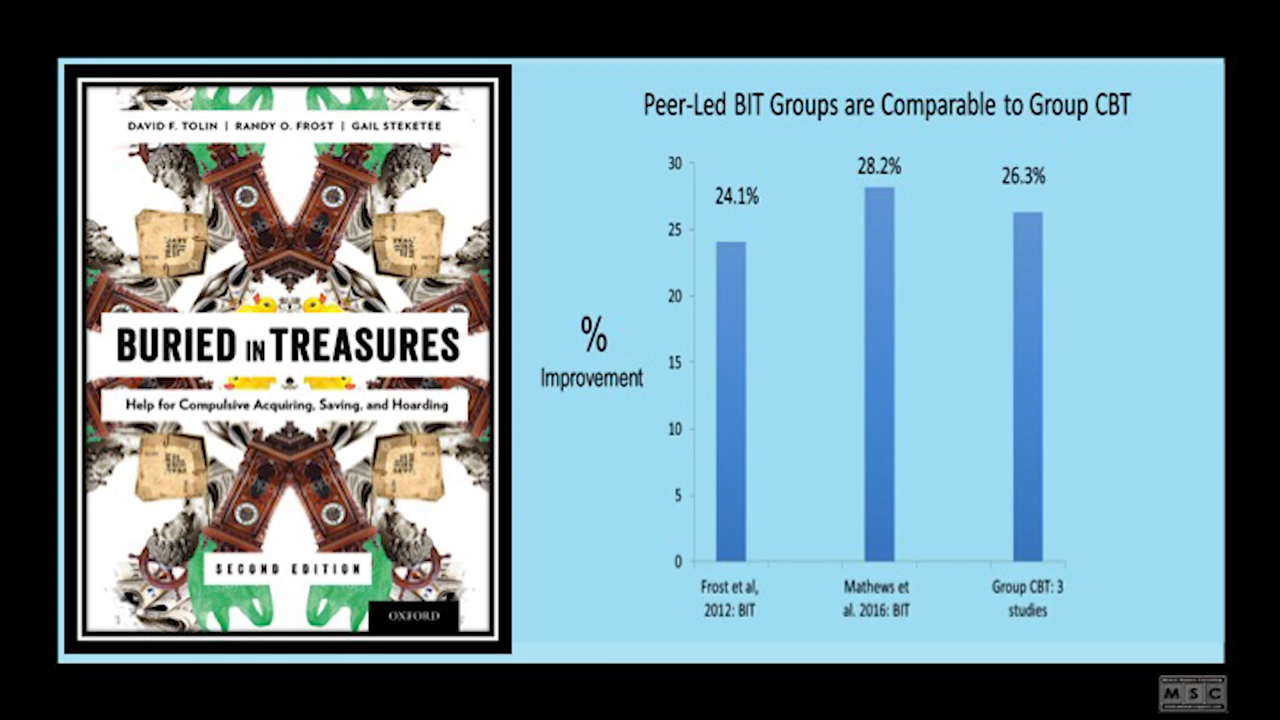 DAVID F. TOLIN | RANDY O. FROST | GAIL STEKETEE
BURIED IN TREASURES
Help for Compulsive Acquiring, Saving, and Hoarding
SECOND EDITION
OXFORD
Peer-Led BIT Groups are Comparable to Group CBT
%
Improvement
30
25
20
15
10
5
0
24.1%
28.2%
26.3%
Frost et al,
2012: BIT
Mathews et
al. 2016: BIT
Group CBT: 3
studies
MSC